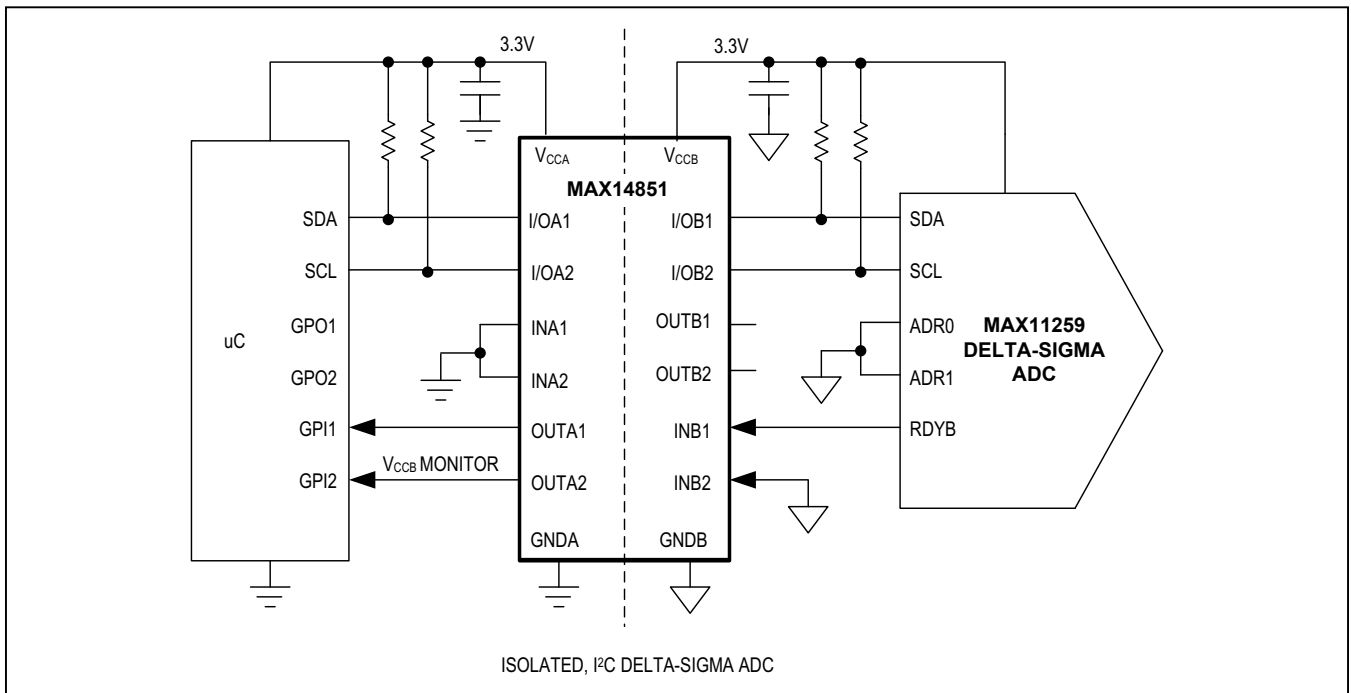 3.3V
3.3V
VCCA
VCCB
MAX14851
SDA
I/OA1
I/OB1
SDA
SCL
I/OA2
I/OB2
SCL
uC
GPO1
INA1
OUTB1
ADR0
MAX11259
DELTA-SIGMA
ADC
GPO2
INA2
OUTB2
ADR1
GPI1
OUTA1
INB1
RDYB
VCCB MONITOR
GPI2
OUTA2
INB2
GNDA
GNDB
ISOLATED, I²C DELTA-SIGMA ADC